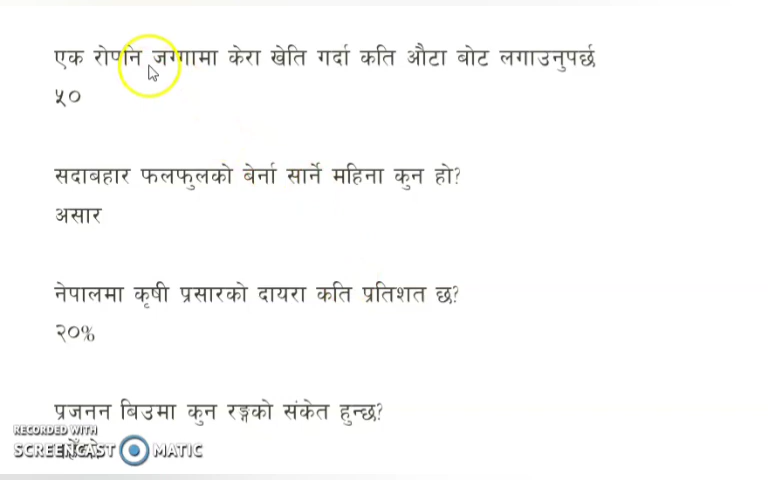 एक रोपनि जग्गामा केरा खेति गर्दा कति औटा बोट लगाउनुपर्छ
५०
सदाबहार फलफुलको बेर्ना सार्ने महिना कुन हो?
असार
नेपालमा कृषी प्रसारको दायरा कति प्रतिशत छ?
२०%
प्रजनन बिउमा कुन रङ्गको संकेत हुन्छ?
RECORDED WITH
SCREENCAST MATIC